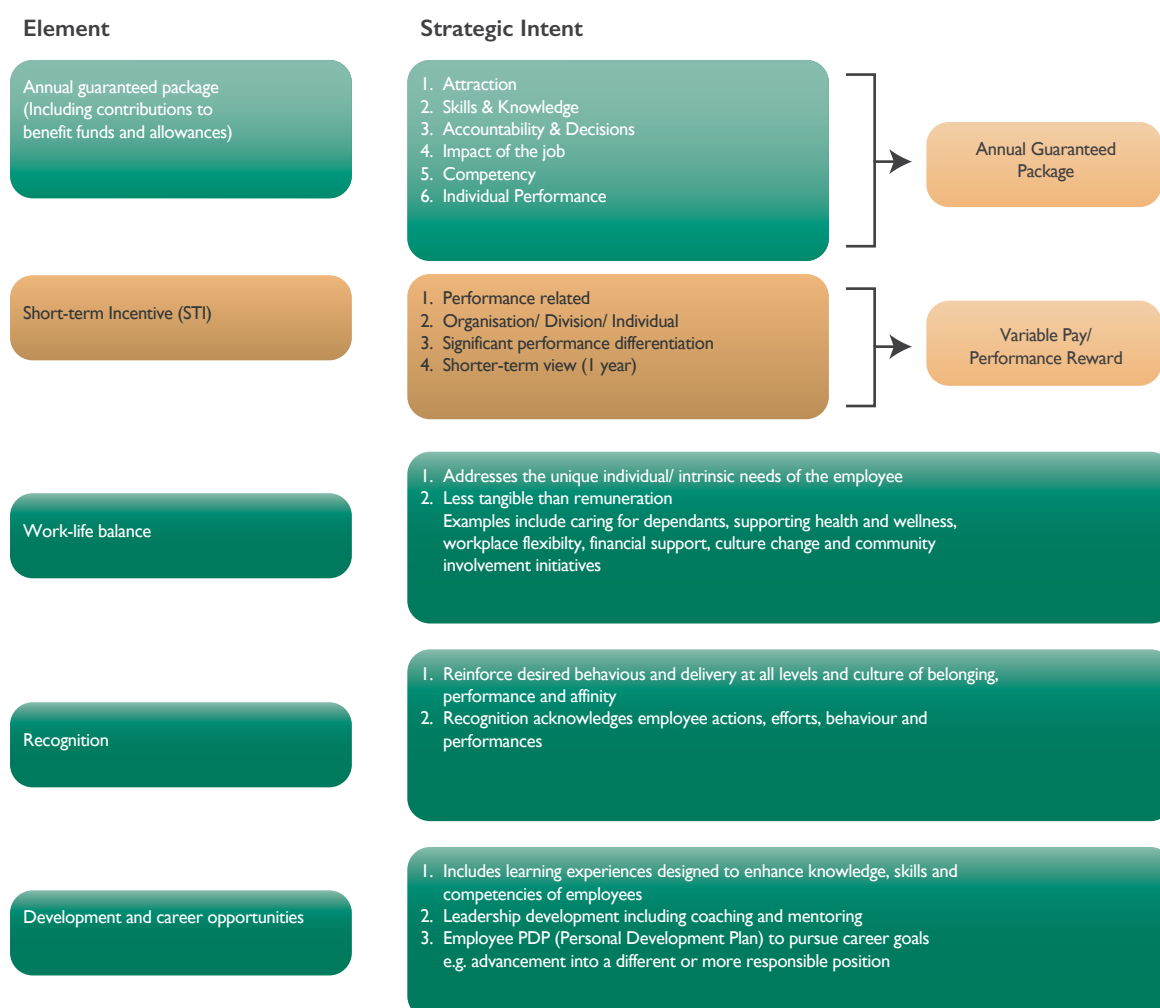 Element
Strategic Intent
Annual guaranteed package
(Including contributions to
benefit funds and allowances)
1. Attraction
2. Skills & Knowledge
3. Accountability & Decisions
4. Impact of the job
5. Competency
6. Individual Performance
Annual Guaranteed
Package
Short-term Incentive (STI)
1. Performance related
2. Organisation/ Division/ Individual
3. Significant performance differentiation
4. Shorter-term view (1 year)
Variable Pay/
Performance Reward
Work-life balance
1. Addresses the unique individual/ intrinsic needs of the employee
2. Less tangible than remuneration
Examples include caring for dependants, supporting health and wellness,
workplace flexibilty, financial support, culture change and community
involvement initiatives
Recognition
1. Reinforce desired behavious and delivery at all levels and culture of belonging,
performance and affinity
2. Recognition acknowledges employee actions, efforts, behaviour and
performances
Development and career opportunities
1. Includes learning experiences designed to enhance knowledge, skills and
competencies of employees
2. Leadership development including coaching and mentoring
3. Employee PDP (Personal Development Plan) to pursue career goals
e.g. advancement into a different or more responsible position